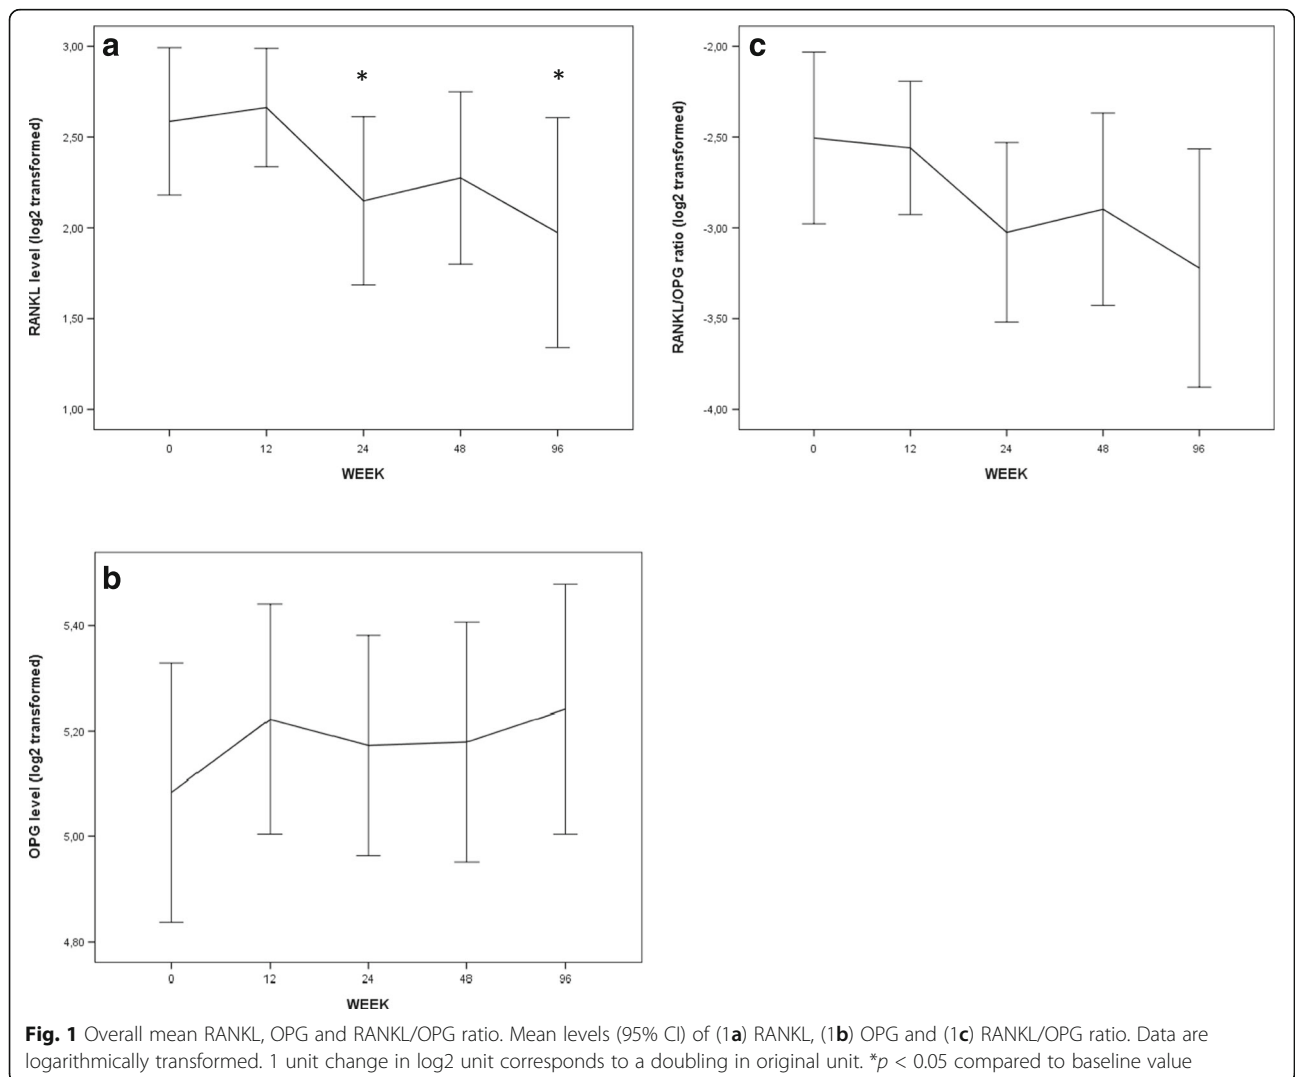 a
3,00
2,50
2,00
1,50
1,00
RANKL level (log2 transformed)
* *
0 12 24 48 96
WEEK
c
-2,00
-2,50
-3,00
-3,50
-4,00
RANKL/OPG ratio (log2 transformed)
0 12 24 48 96
WEEK
b
5,40
5,20
5,00
4,80
OPG level (log2 transformed)
0 12 24 48 96
WEEK
Fig. 1 Overall mean RANKL, OPG and RANKL/OPG ratio. Mean levels (95% CI) of (1a) RANKL, (1b) OPG and (1c) RANKL/OPG ratio. Data are
logarithmically transformed. 1 unit change in log2 unit corresponds to a doubling in original unit. *p < 0.05 compared to baseline value